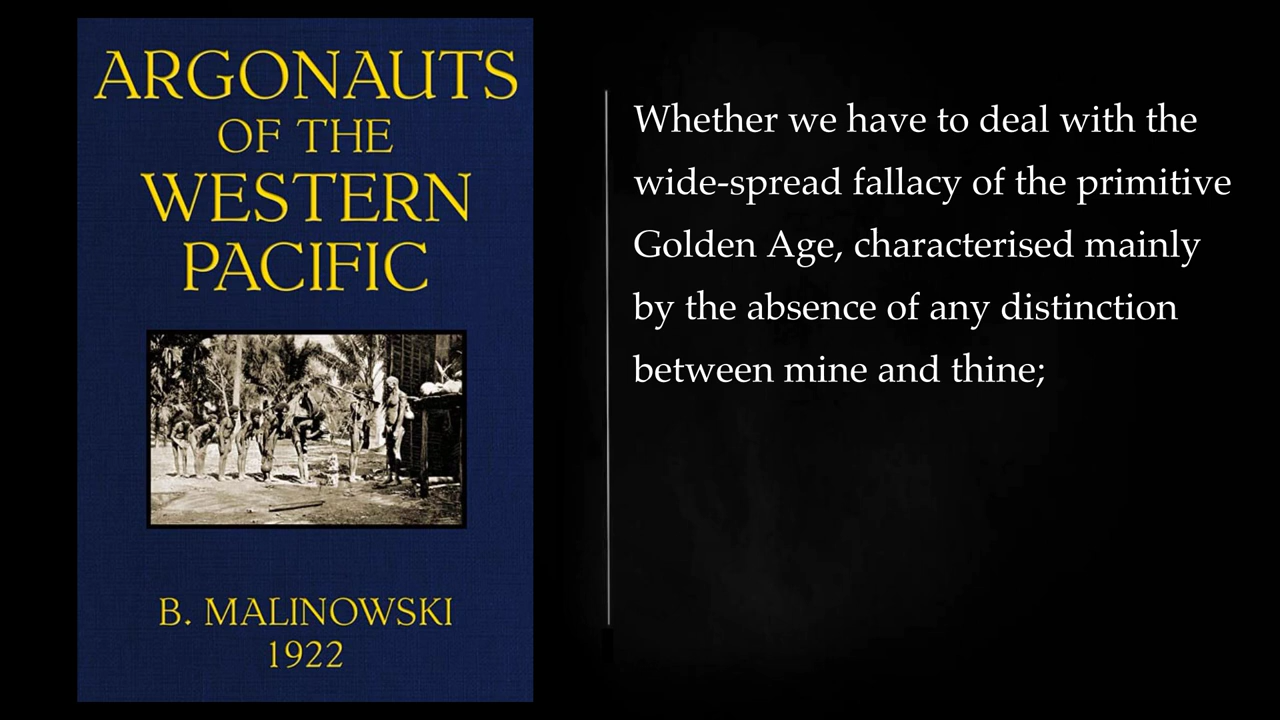 ARGONAUTS
OF THE
WESTERN
PACIFIC
B. MALINOWSKI
1922
Whether we have to deal with the
wide-spread fallacy of the primitive
Golden Age, characterised mainly
by the absence of any distinction
between mine and thine;